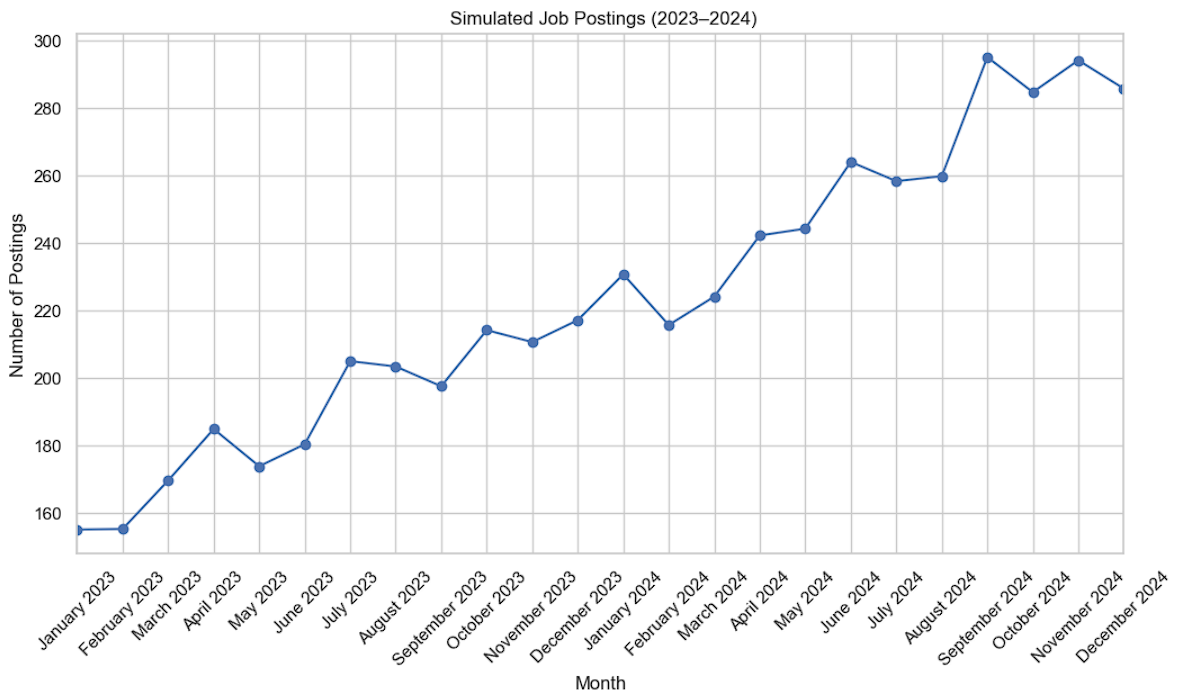 Simulated Job Postings (2023–2024)
Number of Postings
300
280
260
240
220
200
180
160
January 2023
February 2023
March 2023
April 2023
May 2023
June 2023
July 2023
August 2023
September 2023
October 2023
November 2023
December 2023
January 2024
February 2024
March 2024
April 2024
May 2024
June 2024
July 2024
August 2024
September 2024
October 2024
November 2024
December 2024
Month